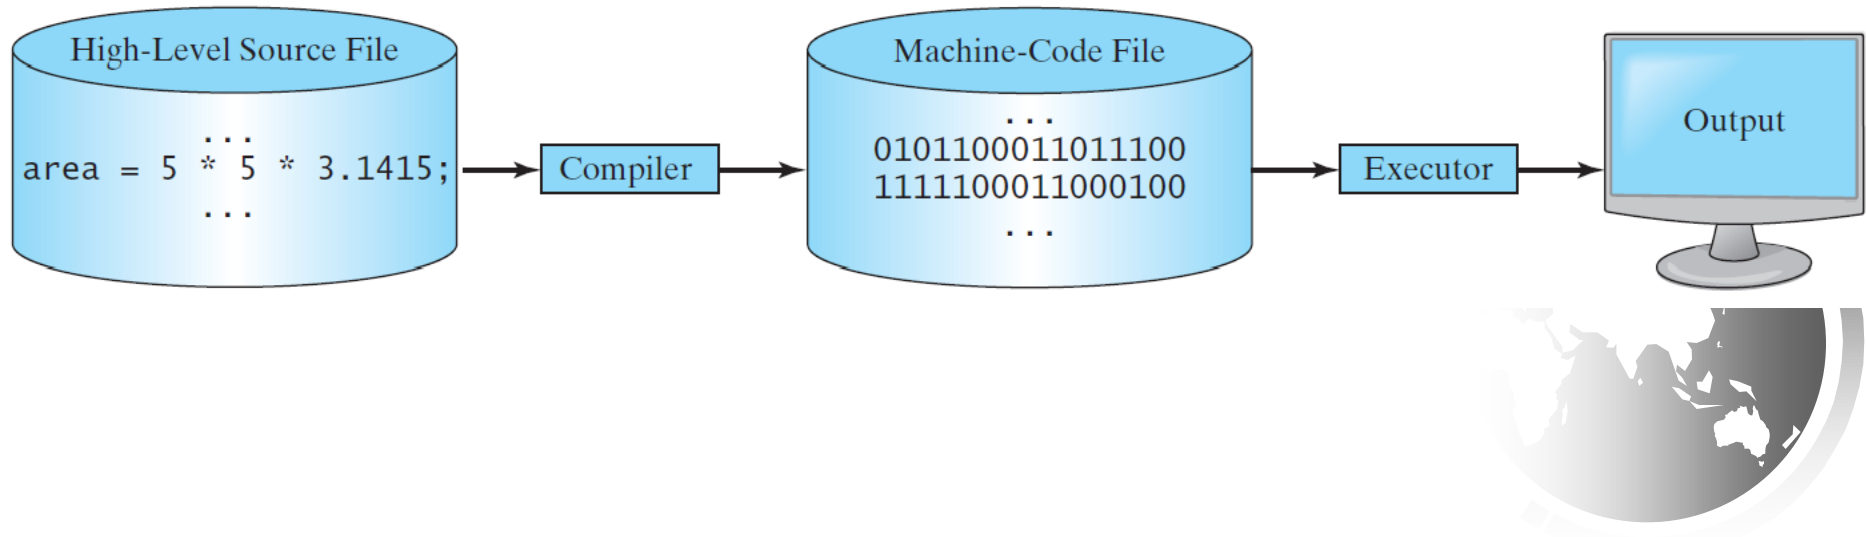 High-Level Source File
...
area = 5 * 5 * 3.1415;
...
Compiler
Machine-Code File
...
0101100011011100
1111100011000100
...
Executor
Output